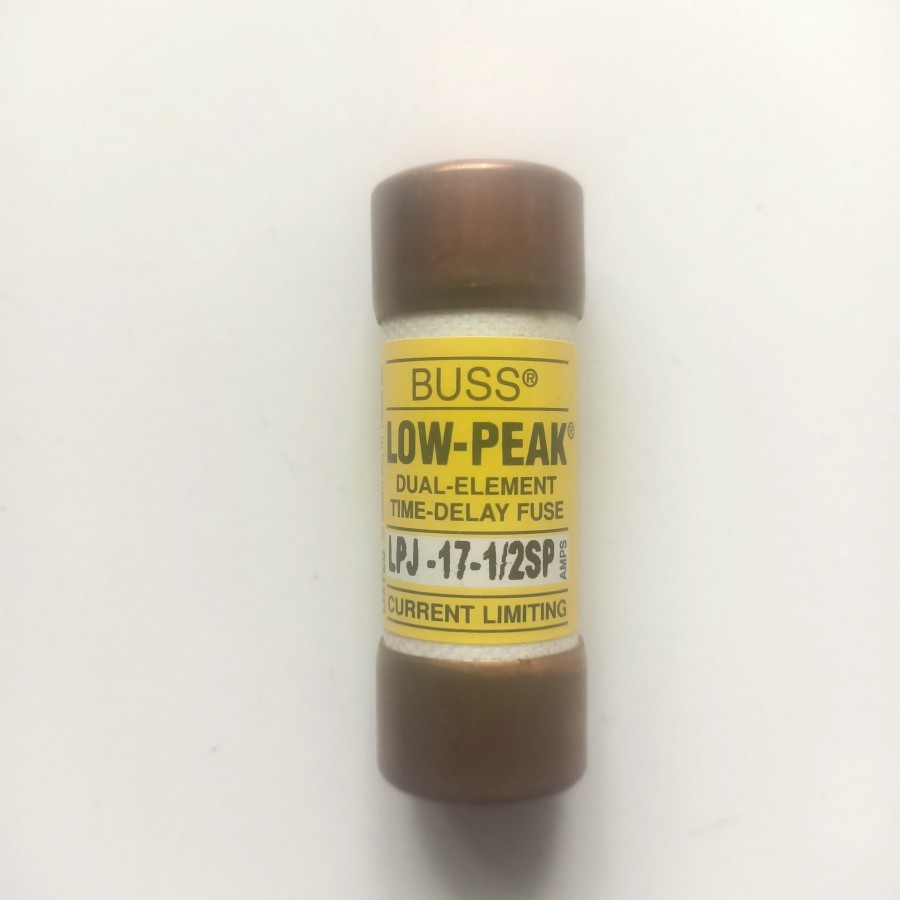 BUSS®
LOW-PEAK®
DUAL-ELEMENT
TIME-DELAY FUSE
LPJ -17-1/2SP
AMPS
CURRENT LIMITING